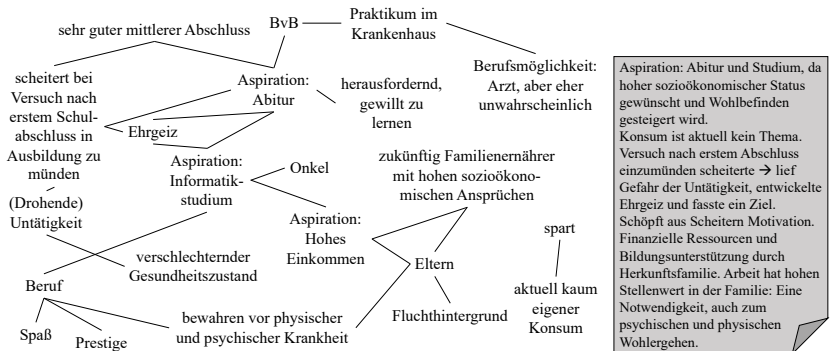 sehr guter mittlerer Abschluss
BvB
Praktikum im
Krankenhaus
Berufsmöglichkeit:
Arzt, aber eher
unwahrscheinlich
scheitert bei
Versuch nach
erstem Schul-
abschluss in
Ausbildung zu
münden
Aspiration:
Abitur
herausfordernd,
gewillt zu
lernen
Ehrgeiz
Aspiration:
Informatik-
studium
Onkel
zukünftig Familienernährer
mit hohen sozioökono-
mischen Ansprüchen
(Drohende)
Untätigkeit
Aspiration:
Hohes
Einkommen
spart
verschlechternder
Gesundheitszustand
Eltern
Beruf
aktuell kaum
eigener
Konsum
Fluchthintergrund
bewahren vor physischer
und psychischer Krankheit
Spaß
Prestige
Aspiration: Abitur und Studium, da
hoher sozioökonomischer Status
gewünscht und Wohlbefinden
gesteigert wird.
Konsum ist aktuell kein Thema.
Versuch nach erstem Abschluss
einzumünden scheiterte → lief
Gefahr der Untätigkeit, entwickelte
Ehrgeiz und fasste ein Ziel.
Schöpft aus Scheitern Motivation.
Finanzielle Ressourcen und
Bildungsunterstützung durch
Herkunftsfamilie. Arbeit hat hohen
Stellenwert in der Familie: Eine
Notwendigkeit, auch zum
psychischen und physischen
Wohlergehen.